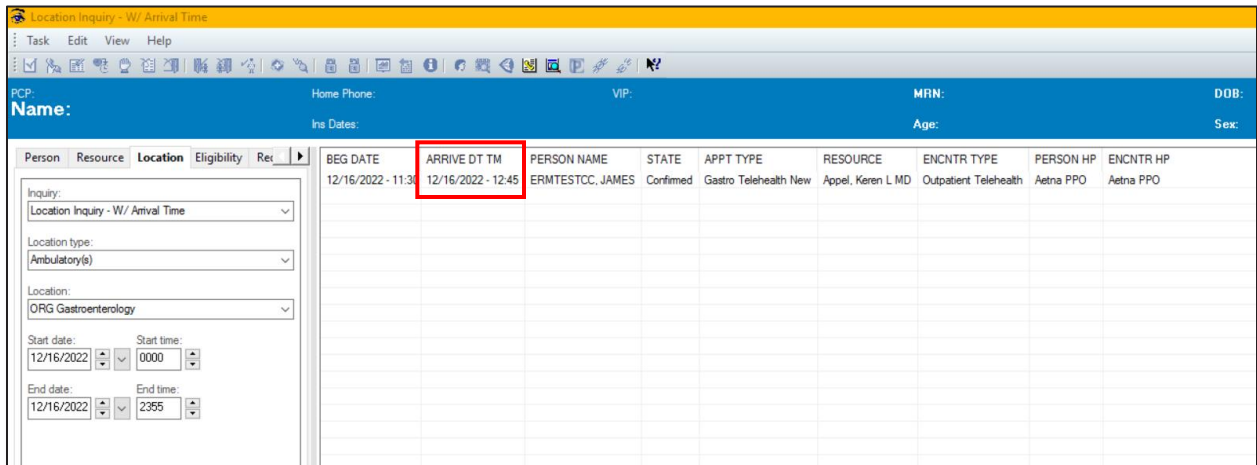 Location Inquiry - W/ Arrival Time
Task Edit View Help
PCP: Home Phone: VIP: MRN: DOB:
Name:
Ins Dates: Age: Sex:
Person Resource Location Eligibility Rec
BEG DATE ARRIVE DT TM PERSON NAME STATE APPT TYPE RESOURCE ENCNTR TYPE PERSON HP ENCNTR HP
12/16/2022 - 11:30 12/16/2022 - 12:45 ERMTESTCC, JAMES Confirmed Gastro Telehealth New Appel, Keren L MD Outpatient Telehealth Aetna PPO Aetna PPO
Inquiry:
Location Inquiry - W/ Arrival Time
Location type:
Ambulatory(s)
Location:
ORG Gastroenterology
Start date: Start time:
12/16/2022 0000
End date: End time:
12/16/2022 2355